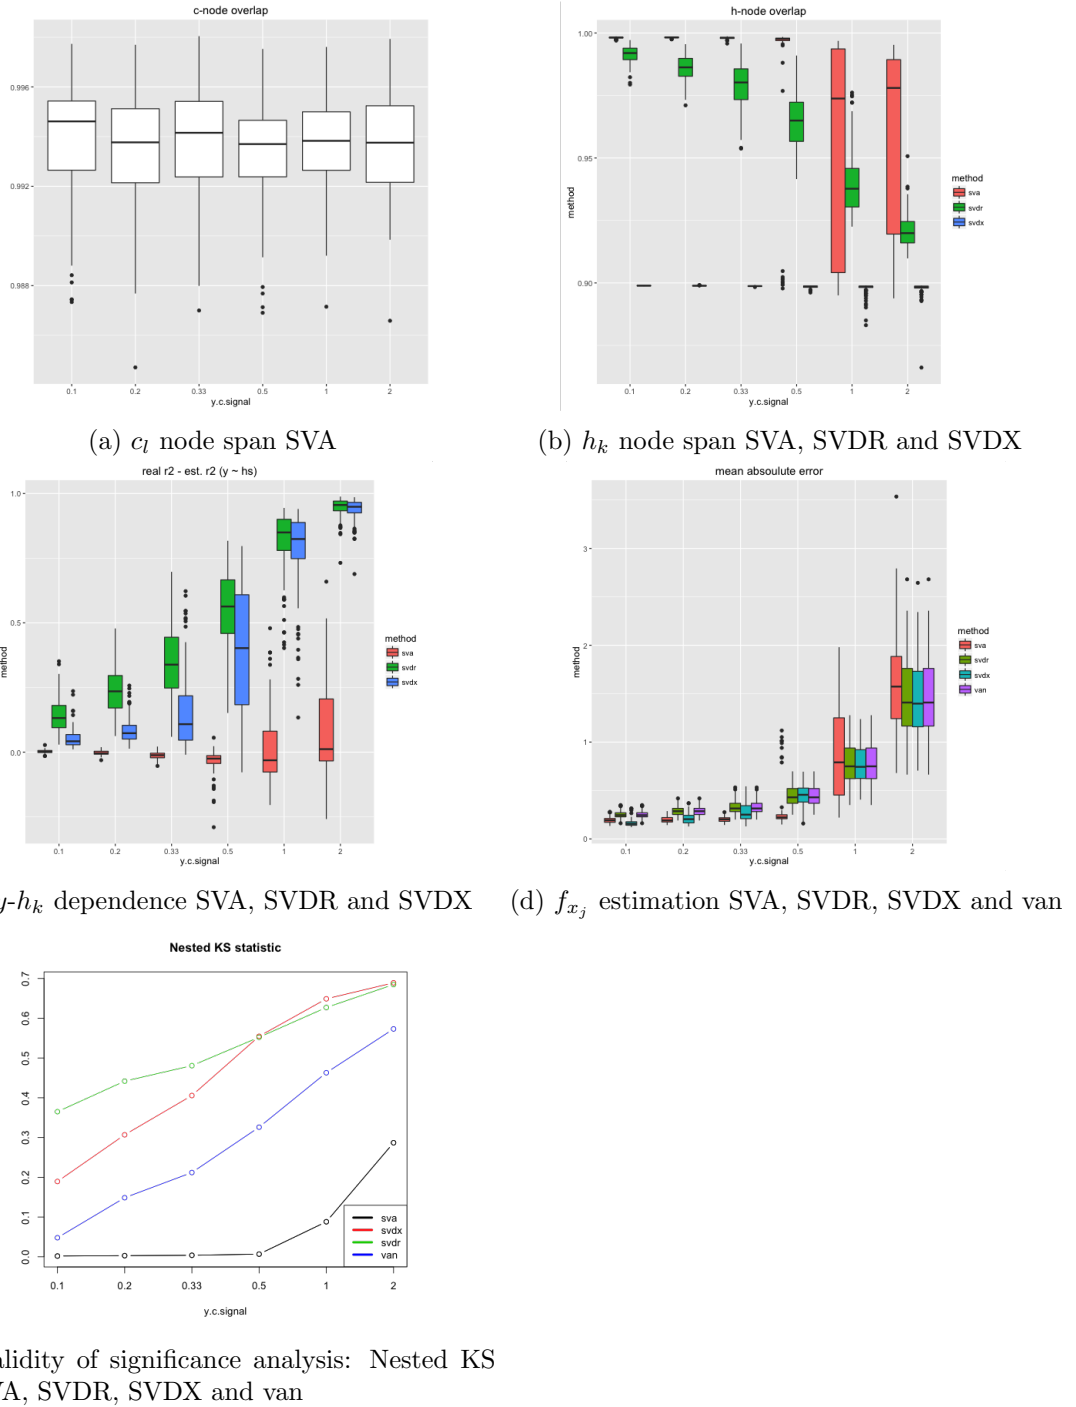 c-node overlap
0.996
0.992
0.988
0.1 0.2 0.33 0.5 1 2
y.c.signal
(a) c_l node span SVA
h-node overlap
1.00
0.95
0.90
method
0.1 0.2 0.33 0.5 1 2
y.c.signal
method
sva
svdr
svdx
(b) h_k node span SVA, SVDR and SVDX
real r2 - est. r2 (y ~ hs)
1.0
0.5
0.0
method
0.1 0.2 0.33 0.5 1 2
y.c.signal
method
sva
svdr
svdx
y-h_k dependence SVA, SVDR and SVDX
mean absoulute error
3
2
1
0
method
0.1 0.2 0.33 0.5 1 2
y.c.signal
method
sva
svdr
svdx
van
(d) f_{x_j} estimation SVA, SVDR, SVDX and van
Nested KS statistic
0.7
0.6
0.5
0.4
0.3
0.2
0.1
0.0
0.1 0.2 0.33 0.5 1 2
y.c.signal
sva
svdx
svdr
van
alidity of significance analysis: Nested KS
VA, SVDR, SVDX and van